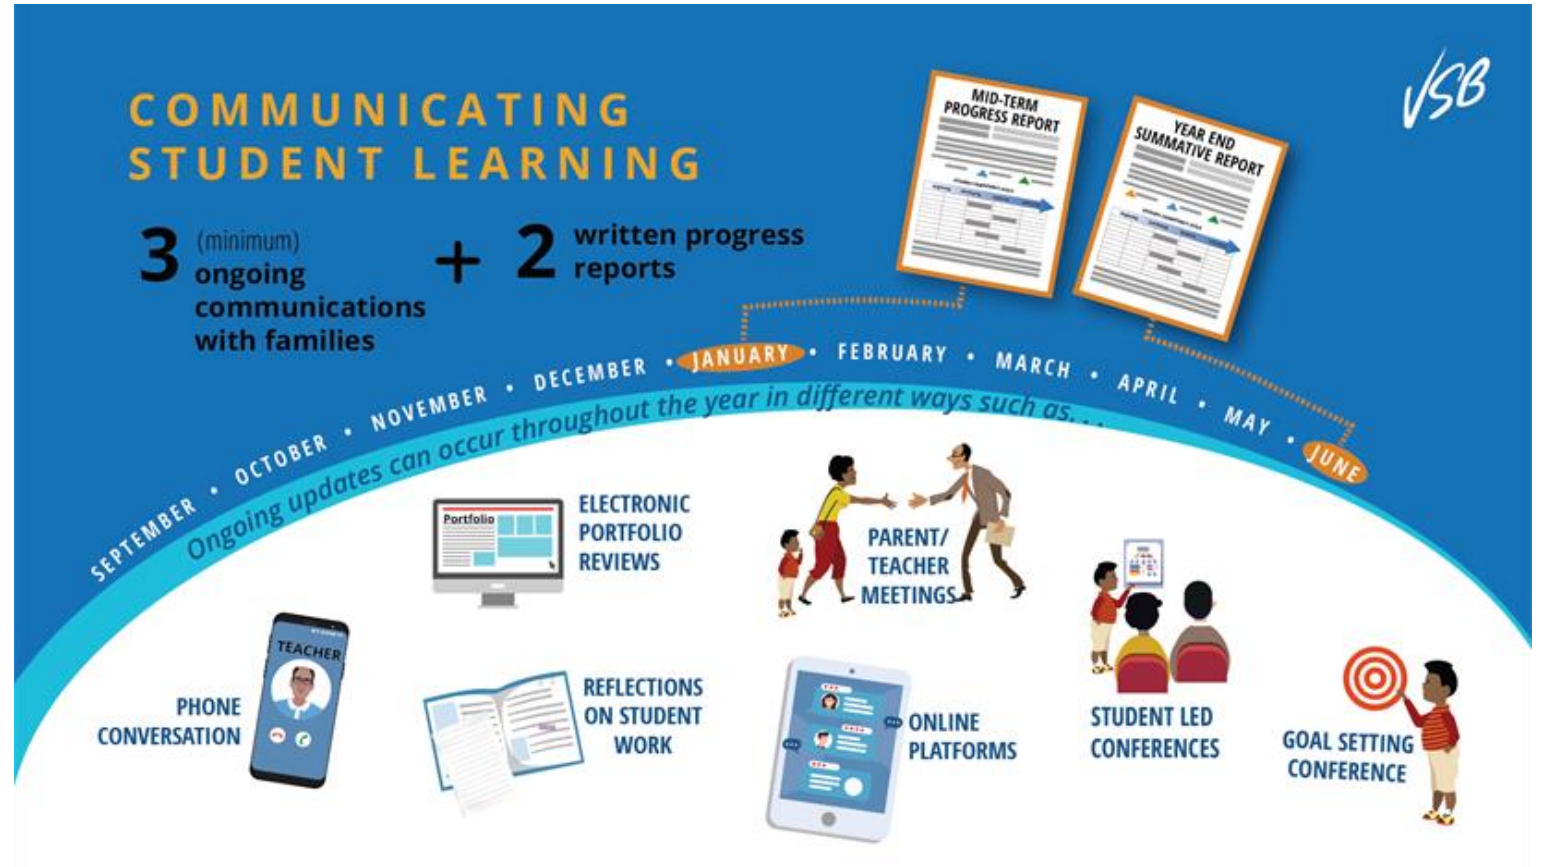 COMMUNICATING
STUDENT LEARNING
3 (minimum)
ongoing
communications
with families
+
2 written progress
reports
MID-TERM
PROGRESS REPORT
YEAR END
SUMMATIVE REPORT
VSB
SEPTEMBER • OCTOBER • NOVEMBER • DECEMBER • JANUARY • FEBRUARY • MARCH • APRIL • MAY • JUNE
Ongoing updates can occur throughout the year in different ways such as. . .
Portfolio
ELECTRONIC
PORTFOLIO
REVIEWS
PARENT/
TEACHER
MEETINGS
TEACHER
PHONE
CONVERSATION
REFLECTIONS
ON STUDENT
WORK
ONLINE
PLATFORMS
STUDENT LED
CONFERENCES
GOAL SETTING
CONFERENCE